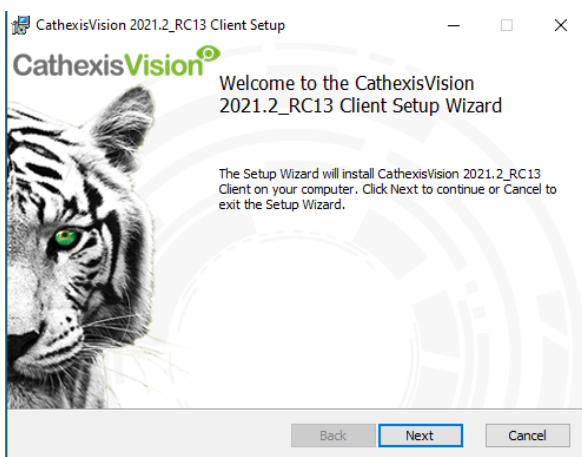 CathexisVision 2021.2_RC13 Client Setup
CathexisVision
Welcome to the CathexisVision
2021.2_RC13 Client Setup Wizard
The Setup Wizard will install CathexisVision 2021.2_RC13
Client on your computer. Click Next to continue or Cancel to
exit the Setup Wizard.
Back Next Cancel